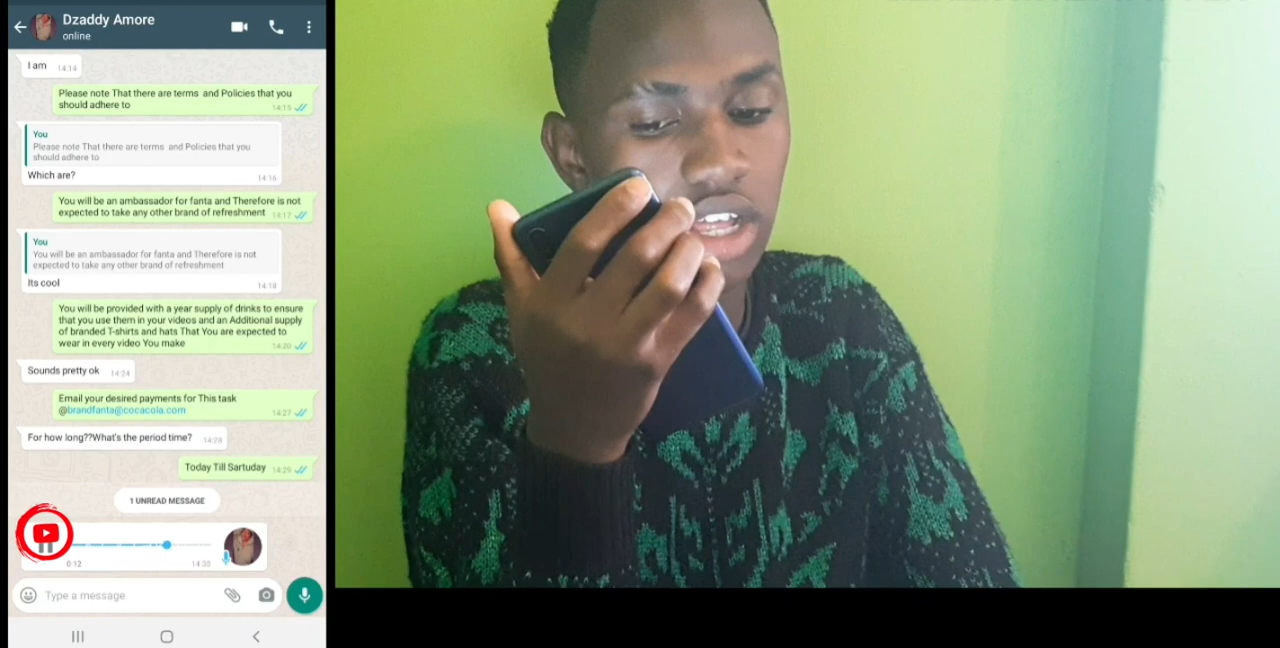 Dzaddy Amore
online
I am 14:14
Please note That there are terms and Policies that you
should adhere to
14:15
You
Please note That there are terms and Policies that you
should adhere to
Which are? 14:16
You will be an ambassador for fanta and Therefore is not
expected to take any other brand of refreshment 14:17
You
You will be an ambassador for fanta and Therefore is not
expected to take any other brand of refreshment
Its cool 14:18
You will be provided with a year supply of drinks to ensure
that you use them in your videos and an Additional supply
of branded T-shirts and hats That You are expected to
wear in every video You make 14:20
Sounds pretty ok 14:24
Email your desired payments for This task
@brandfanta@cocacola.com 14:27
For how long??What's the period time? 14:28
Today Till Sartuday 14:29
1 UNREAD MESSAGE
0:12 14:30
Type a message